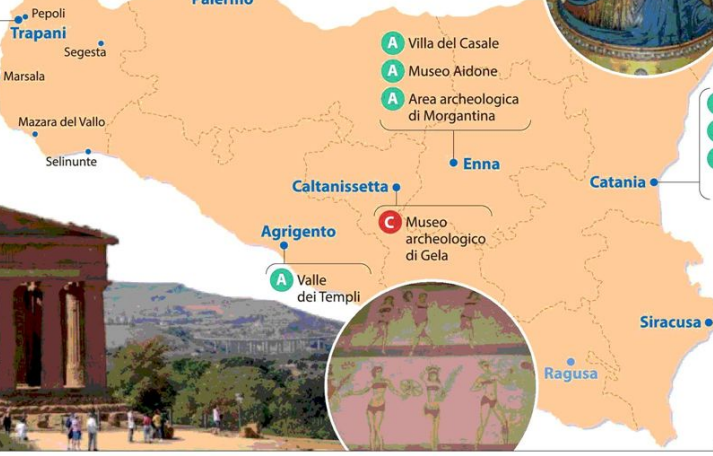 Palermo
Pepoli
Trapani
Segesta
Marsala
Mazara del Vallo
Selinunte
A Villa del Casale
A Museo Aidone
A Area archeologica
di Morgantina
Enna
Caltanissetta
Catania
C Museo
archeologico
di Gela
Agrigento
A Valle
dei Templi
Siracusa
Ragusa